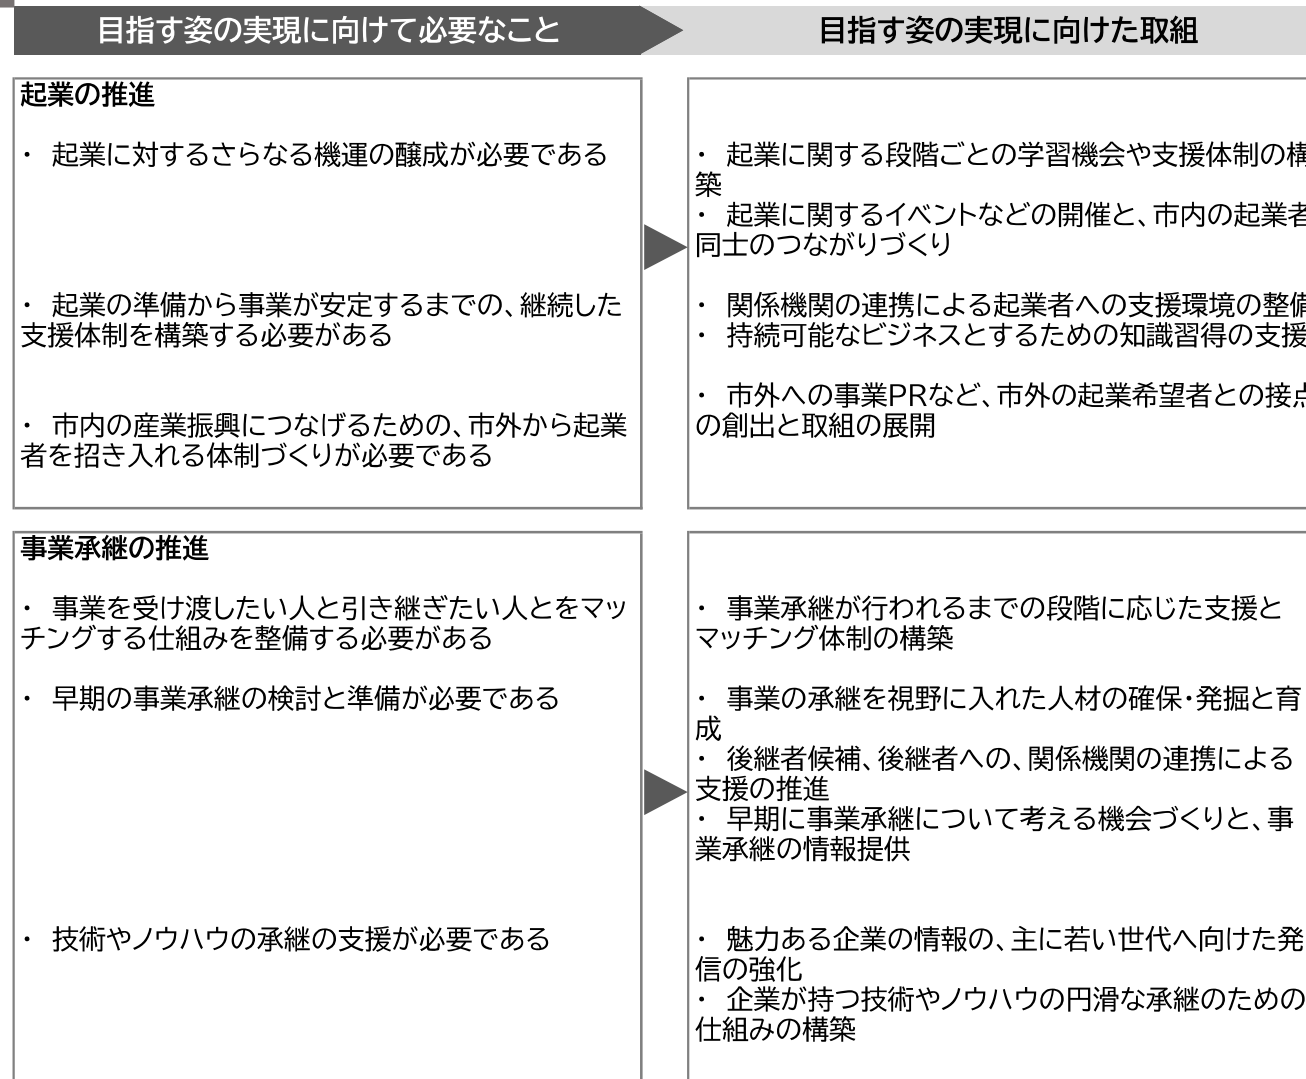 目指す姿の実現に向けて必要なこと
目指す姿の実現に向けた取組
起業の推進
・ 起業に対するさらなる機運の醸成が必要である
・ 起業の準備から事業が安定するまでの、継続した
支援体制を構築する必要がある
・ 市内の産業振興につなげるための、市外から起業
者を招き入れる体制づくりが必要である
・ 起業に関する段階ごとの学習機会や支援体制の構
築
・ 起業に関するイベントなどの開催と、市内の起業者
同士のつながりづくり
・ 関係機関の連携による起業者への支援環境の整備
・ 持続可能なビジネスとするための知識習得の支援
・ 市外への事業PRなど、市外の起業希望者との接点
の創出と取組の展開
事業承継の推進
・ 事業を受け渡したい人と引き継ぎたい人とをマッ
チングする仕組みを整備する必要がある
・ 早期の事業承継の検討と準備が必要である
・ 技術やノウハウの承継の支援が必要である
・ 事業承継が行われるまでの段階に応じた支援と
マッチング体制の構築
・ 事業の承継を視野に入れた人材の確保・発掘と育
成
・ 後継者候補、後継者への、関係機関の連携による
支援の推進
・ 早期に事業承継について考える機会づくりと、事
業承継の情報提供
・ 魅力ある企業の情報の、主に若い世代へ向けた発
信の強化
・ 企業が持つ技術やノウハウの円滑な承継のための
仕組みの構築